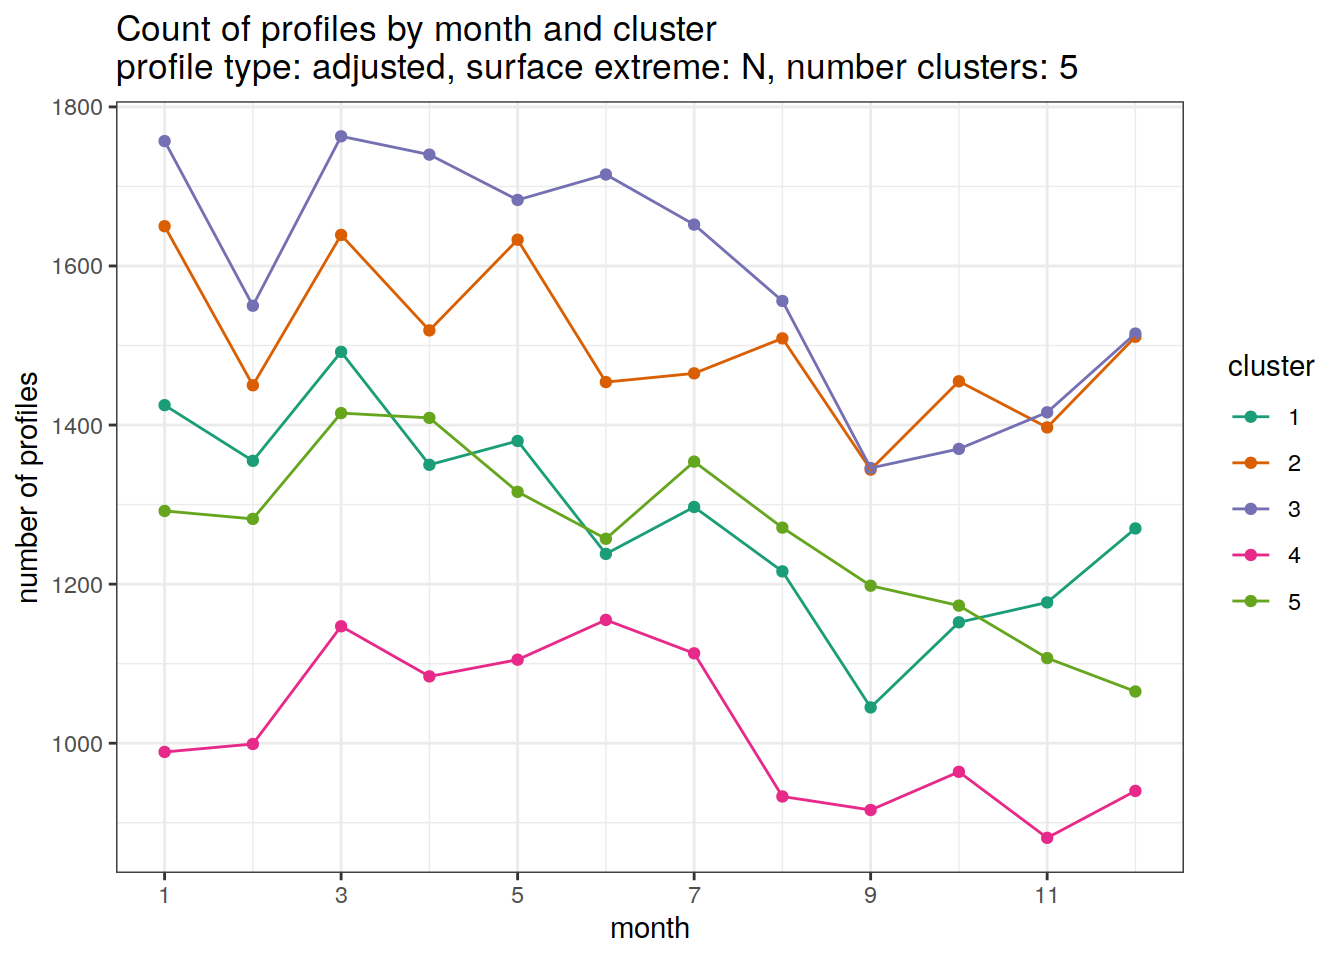 Count of profiles by month and cluster
profile type: adjusted, surface extreme: N, number clusters: 5
1800
1600
1400
1200
1000
number of profiles
1 3 5 7 9 11
month
cluster
1
2
3
4
5